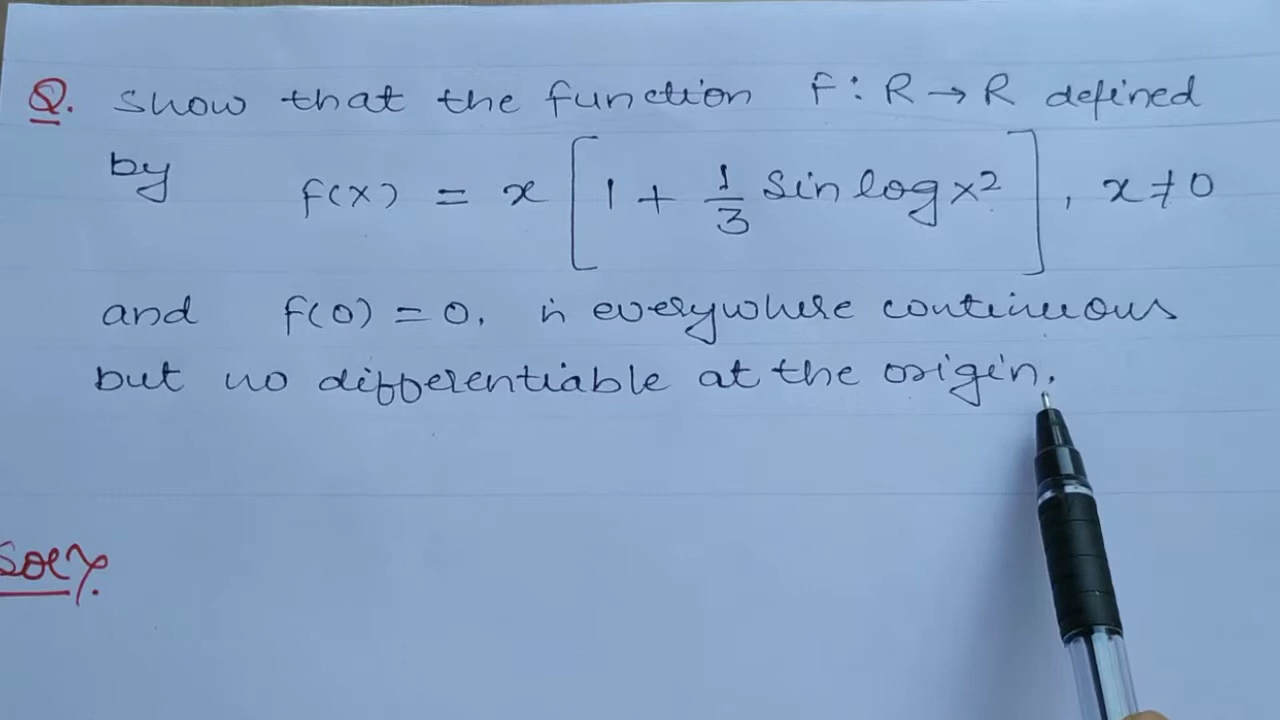 Q. Show that the function f : R → R defined
by f(x) = x [ 1 + 1/3 Sin log x² ], x ≠ 0
and f(0) = 0, is everywhere continuous
but no differentiable at the origin.
Solⁿ.